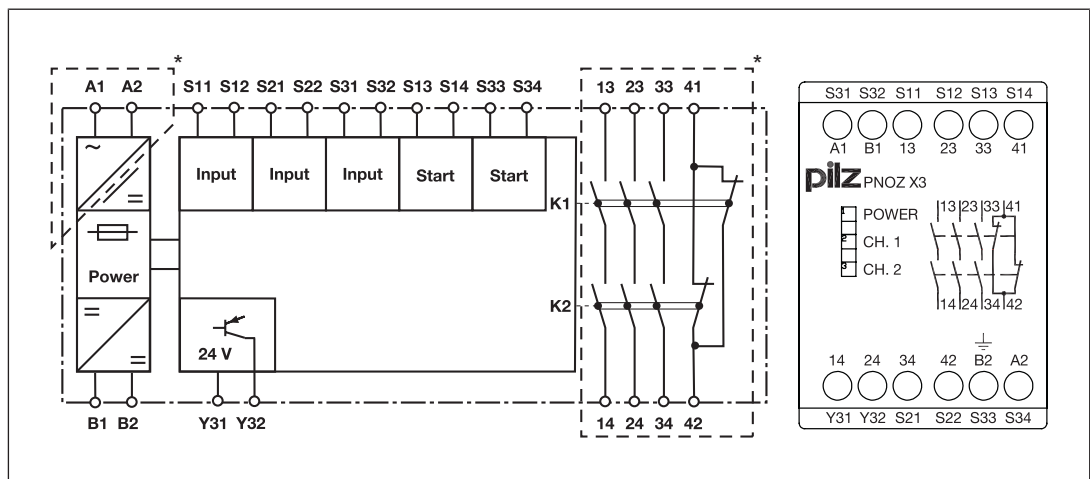 * *
A1 A2 S11 S12 S21 S22 S31 S32 S13 S14 S33 S34 13 23 33 41
~ Input Input Input Start Start
=
K1
Power
K2
=
=
24 V
B1 B2 Y31 Y32 14 24 34 42
S31 S32 S11 S12 S13 S14
A1 B1 13 23 33 41
pilz PNOZ X3
1 POWER
2 CH. 1
3 CH. 2
13 23 33 41
14 24 34 42
14 24 34 42 B2 A2
Y31 Y32 S21 S22 S33 S34